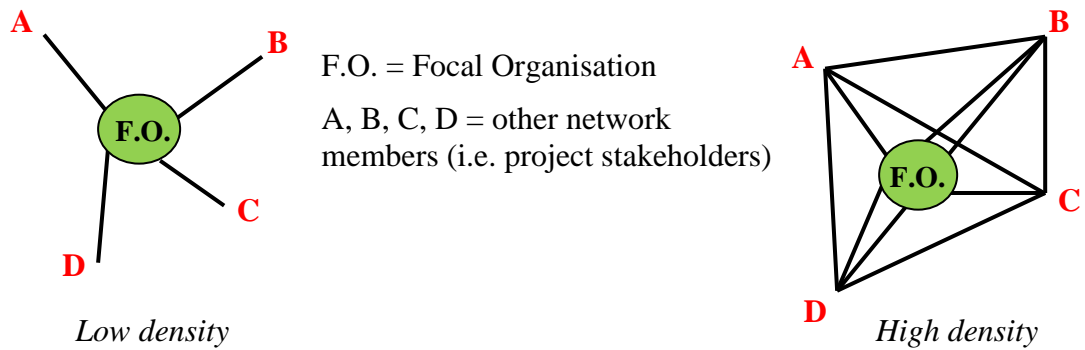 A
B
F.O.
C
D
Low density
F.O. = Focal Organisation
A, B, C, D = other network
members (i.e. project stakeholders)
B
A
F.O.
C
D
High density